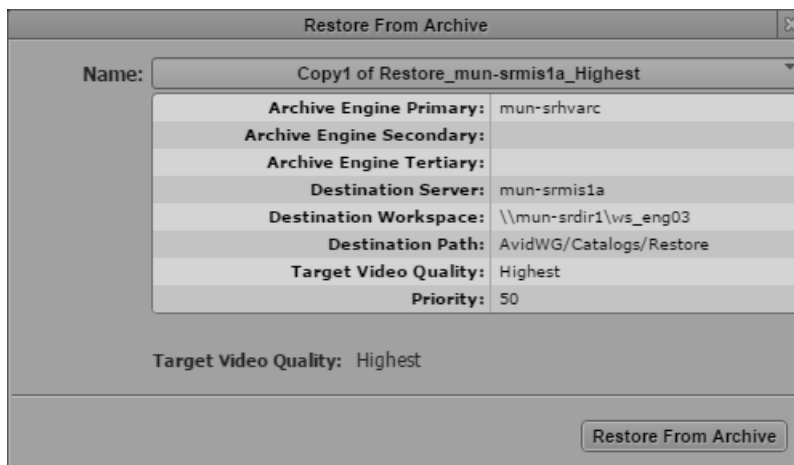 Restore From Archive
Name: Copy1 of Restore_mun-srmis1a_Highest
Archive Engine Primary: mun-srhvarc
Archive Engine Secondary:
Archive Engine Tertiary:
Destination Server: mun-srmis1a
Destination Workspace: \\mun-srdir1\ws_eng03
Destination Path: AvidWG/Catalogs/Restore
Target Video Quality: Highest
Priority: 50
Target Video Quality: Highest
Restore From Archive